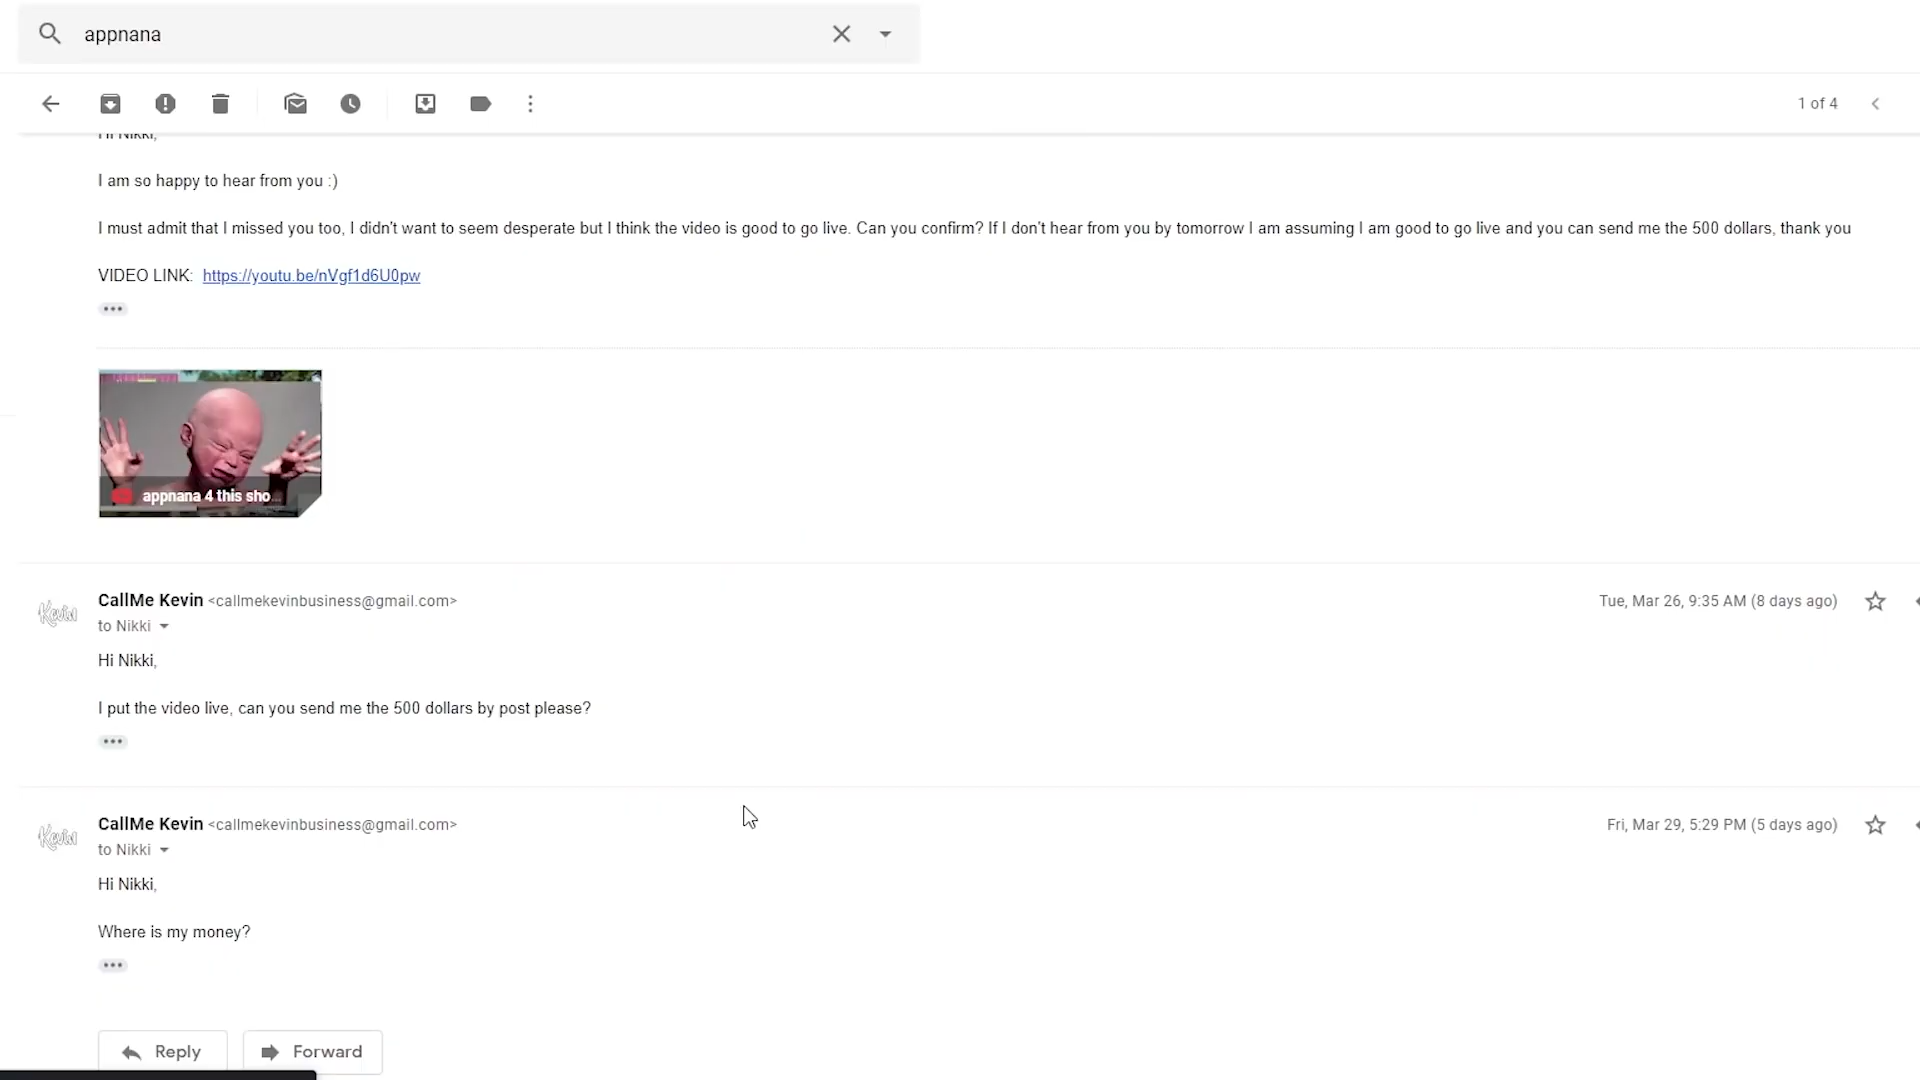 appnana
1 of 4
Hi Nikki,
I am so happy to hear from you :)
I must admit that I missed you too, I didn't want to seem desperate but I think the video is good to go live. Can you confirm? If I don't hear from you by tomorrow I am assuming I am good to go live and you can send me the 500 dollars, thank you
VIDEO LINK: https://youtu.be/nVgf1d6U0pw
appnana 4 this sho
Kevin
CallMe Kevin <callmekevinbusiness@gmail.com>
Tue, Mar 26, 9:35 AM (8 days ago)
to Nikki
Hi Nikki,
I put the video live, can you send me the 500 dollars by post please?
Kevin
CallMe Kevin <callmekevinbusiness@gmail.com>
Fri, Mar 29, 5:29 PM (5 days ago)
to Nikki
Hi Nikki,
Where is my money?
Reply
Forward